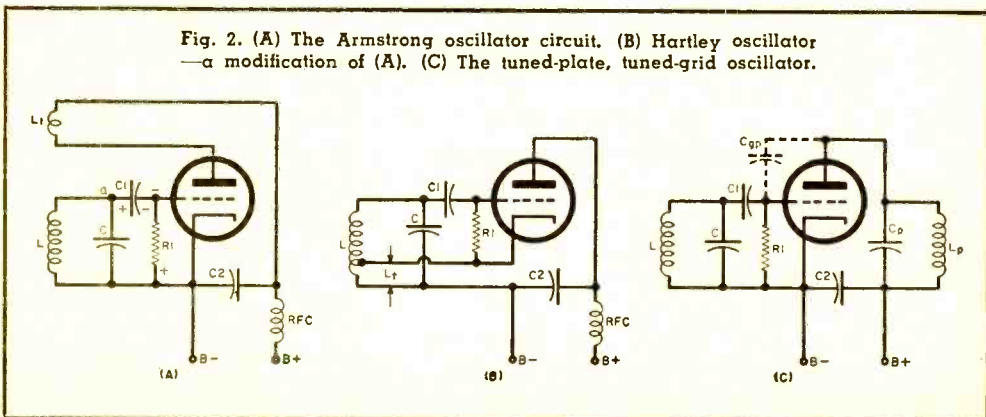 Fig. 2. (A) The Armstrong oscillator circuit. (B) Hartley oscillator
—a modification of (A). (C) The tuned-plate, tuned-grid oscillator.
Lt
a
C1
+
−
−
L
C
R1
+
C2
RFC
B−
B+
(A)
C1
L
C
R1
Lt
C2
RFC
B−
B+
(B)
Cgp
C1
L
C
R1
Cp
Lp
C2
B−
B+
(C)